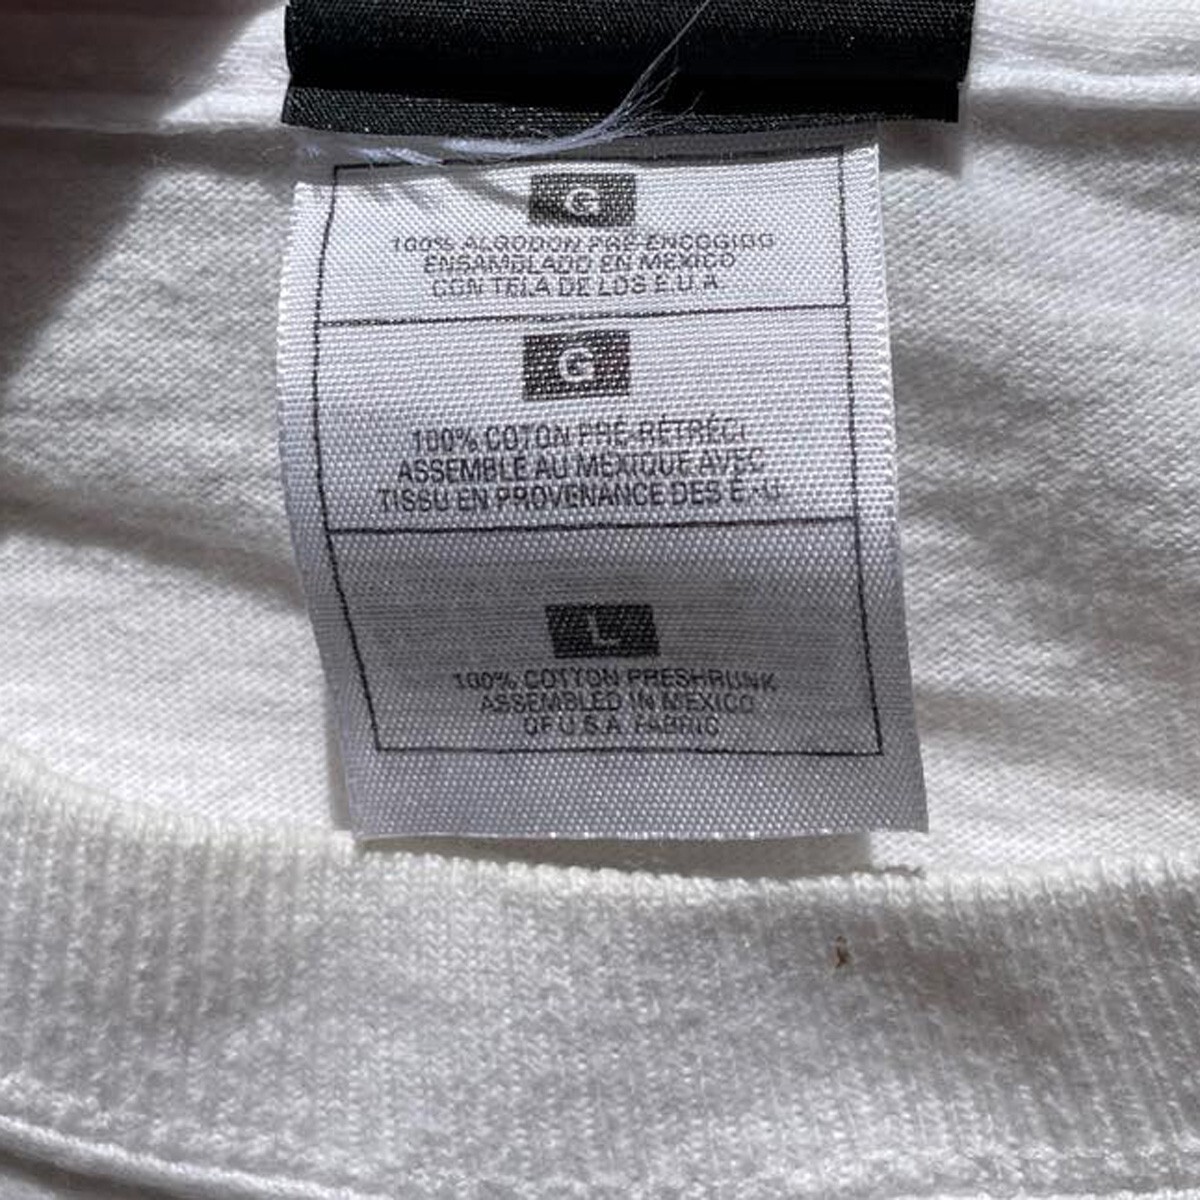 G
100% ALGODON PRE-ENCOGIDO
ENSAMBLADO EN MEXICO
CON TELA DE LOS E.U.A.
G
100% COTON PRÉ-RÉTRÉCI
ASSEMBLÉ AU MEXIQUE AVEC
TISSU EN PROVENANCE DES É.-U.
L
100% COTTON PRESHRUNK
ASSEMBLED IN MEXICO
OF U.S.A. FABRIC